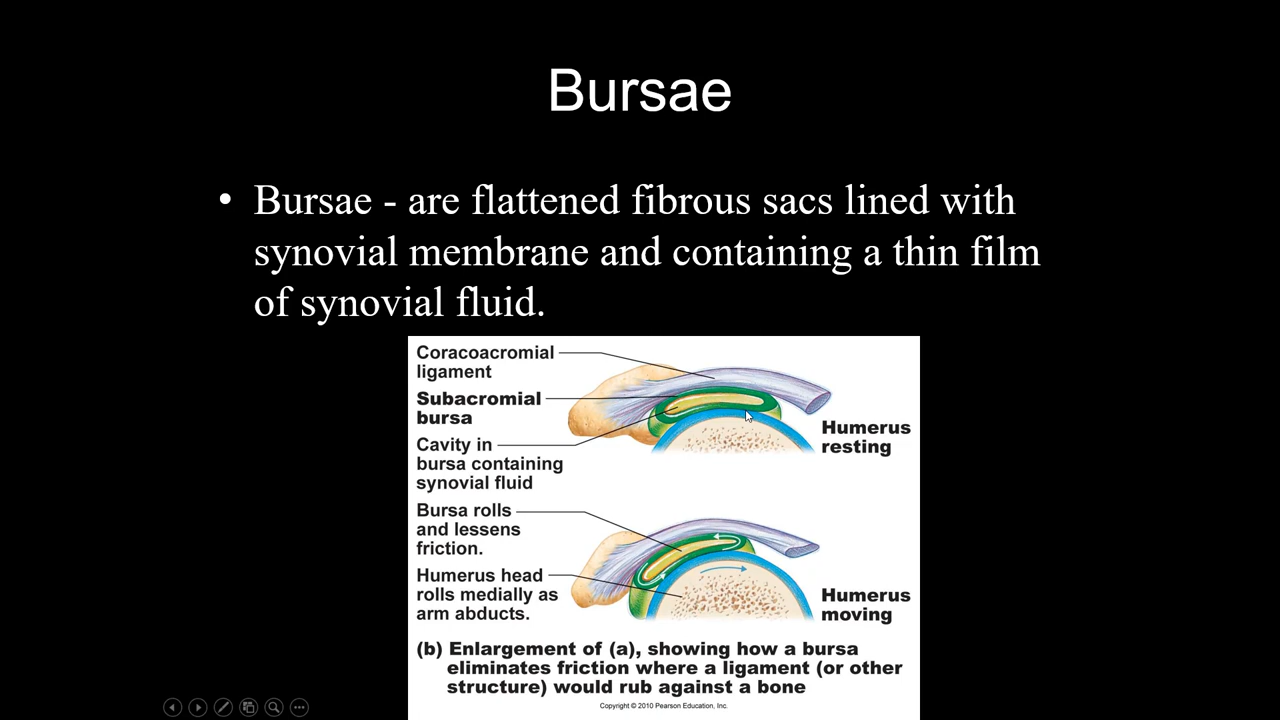 Bursae
• Bursae - are flattened fibrous sacs lined with
synovial membrane and containing a thin film
of synovial fluid.
Coracoacromial
ligament
Subacromial
bursa
Cavity in
bursa containing
synovial fluid
Humerus
resting
Bursa rolls
and lessens
friction.
Humerus head
rolls medially as
arm abducts.
Humerus
moving
(b) Enlargement of (a), showing how a bursa
eliminates friction where a ligament (or other
structure) would rub against a bone
Copyright © 2010 Pearson Education, Inc.